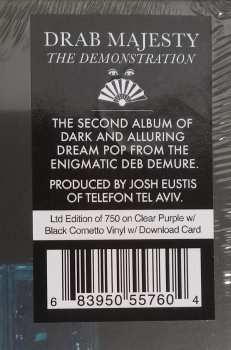 DRAB MAJESTY
THE DEMONSTRATION
THE SECOND ALBUM OF
DARK AND ALLURING
DREAM POP FROM THE
ENIGMATIC DEB DEMURE.
PRODUCED BY JOSH EUSTIS
OF TELEFON TEL AVIV.
Ltd Edition of 750 on Clear Purple w/
Black Cometto Vinyl w/ Download Card
6 83950 55760 4